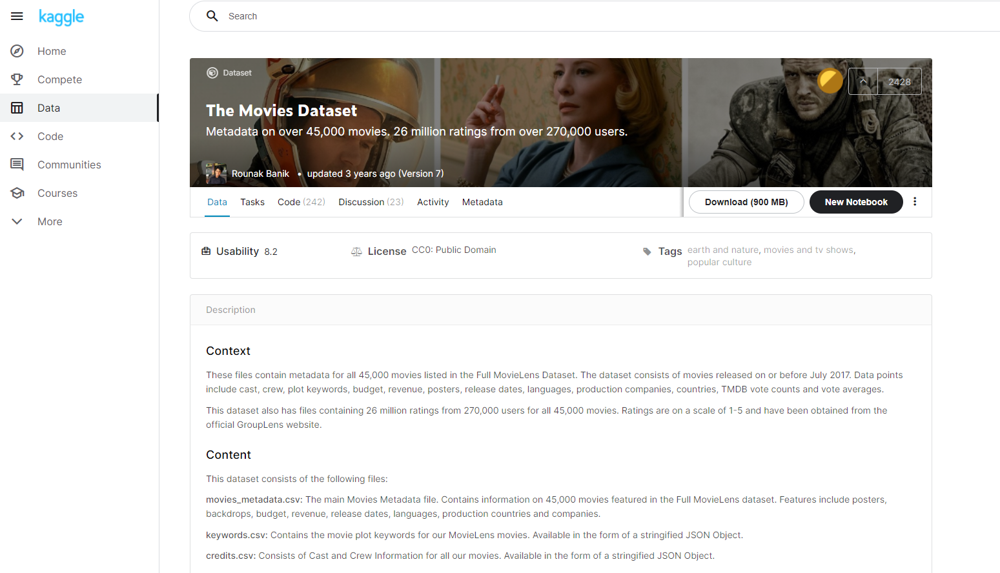 kaggle
Search
Home
Compete
Data
Code
Communities
Courses
More
Dataset
2428
The Movies Dataset
Metadata on over 45,000 movies. 26 million ratings from over 270,000 users.
Rounak Banik • updated 3 years ago (Version 7)
Data Tasks Code (242) Discussion (23) Activity Metadata Download (900 MB) New Notebook
Usability 8.2 License CC0: Public Domain Tags earth and nature, movies and tv shows,
popular culture
Description
Context
These files contain metadata for all 45,000 movies listed in the Full MovieLens Dataset. The dataset consists of movies released on or before July 2017. Data points
include cast, crew, plot keywords, budget, revenue, posters, release dates, languages, production companies, countries, TMDB vote counts and vote averages.
This dataset also has files containing 26 million ratings from 270,000 users for all 45,000 movies. Ratings are on a scale of 1-5 and have been obtained from the
official GroupLens website.
Content
This dataset consists of the following files:
movies_metadata.csv: The main Movies Metadata file. Contains information on 45,000 movies featured in the Full MovieLens dataset. Features include posters,
backdrops, budget, revenue, release dates, languages, production countries and companies.
keywords.csv: Contains the movie plot keywords for our MovieLens movies. Available in the form of a stringified JSON Object.
credits.csv: Consists of Cast and Crew Information for all our movies. Available in the form of a stringified JSON Object.